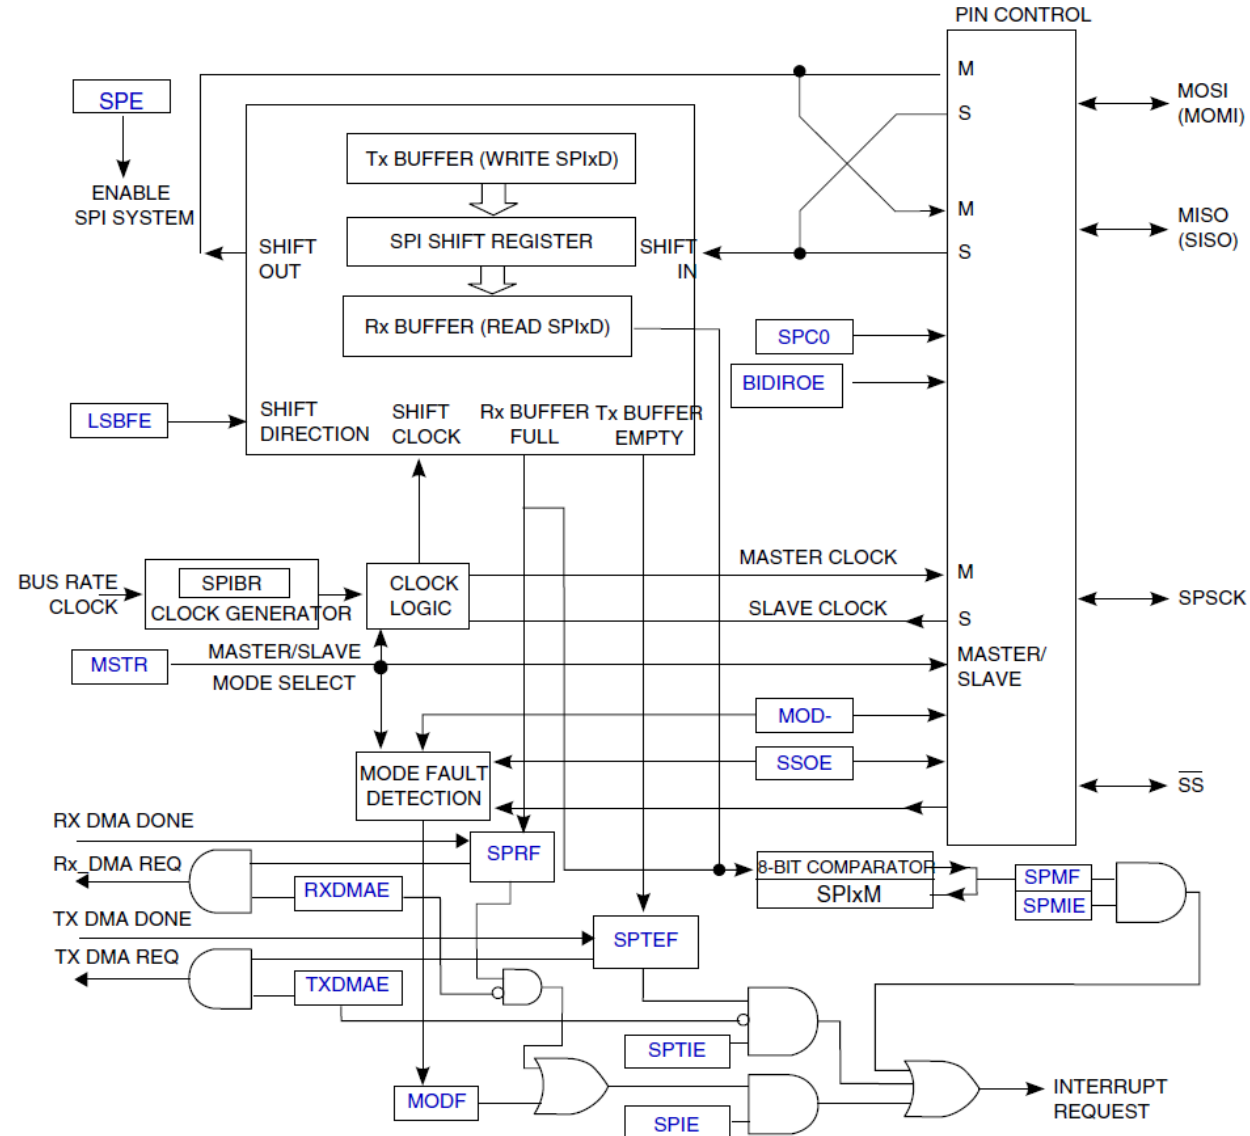 PIN CONTROL
SPE
ENABLE
SPI SYSTEM
Tx BUFFER (WRITE SPIxD)
SPI SHIFT REGISTER
Rx BUFFER (READ SPIxD)
SHIFT
OUT
SHIFT
IN
M
S
M
S
MOSI
(MOMI)
MISO
(SISO)
SPC0
BIDIROE
LSBFE
SHIFT
DIRECTION
SHIFT
CLOCK
Rx BUFFER
FULL
Tx BUFFER
EMPTY
BUS RATE
CLOCK
SPIBR
CLOCK GENERATOR
CLOCK
LOGIC
MASTER CLOCK
M
SLAVE CLOCK
S
SPSCK
MSTR
MASTER/SLAVE
MODE SELECT
MASTER/
SLAVE
MOD-
SSOE
MODE FAULT
DETECTION
SS
RX DMA DONE
Rx_DMA REQ
SPRF
RXDMAE
8-BIT COMPARATOR
SPIxM
SPMF
SPMIE
TX DMA DONE
TX DMA REQ
SPTEF
TXDMAE
SPTIE
MODF
SPIE
INTERRUPT
REQUEST